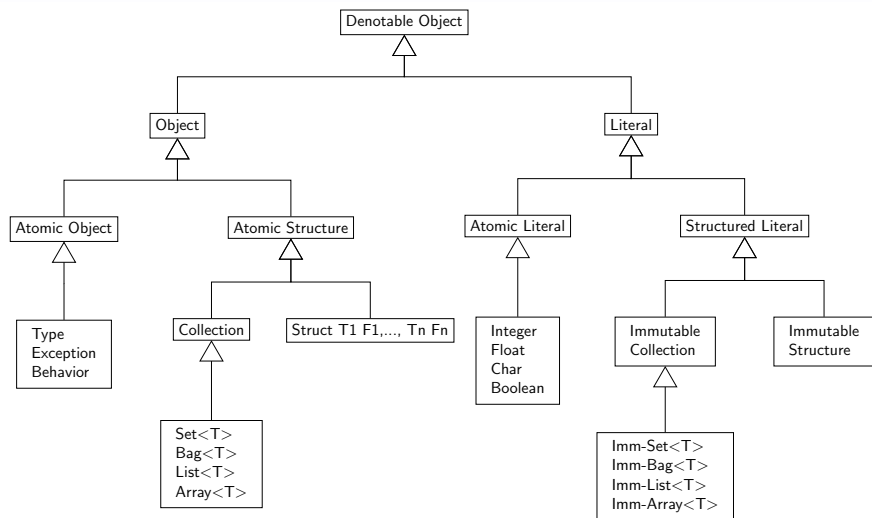 Denotable Object
Object
Literal
Atomic Object
Atomic Structure
Atomic Literal
Structured Literal
Type
Exception
Behavior
Collection
Struct T1 F1,..., Tn Fn
Integer
Float
Char
Boolean
Immutable
Collection
Immutable
Structure
Set<T>
Bag<T>
List<T>
Array<T>
Imm-Set<T>
Imm-Bag<T>
Imm-List<T>
Imm-Array<T>